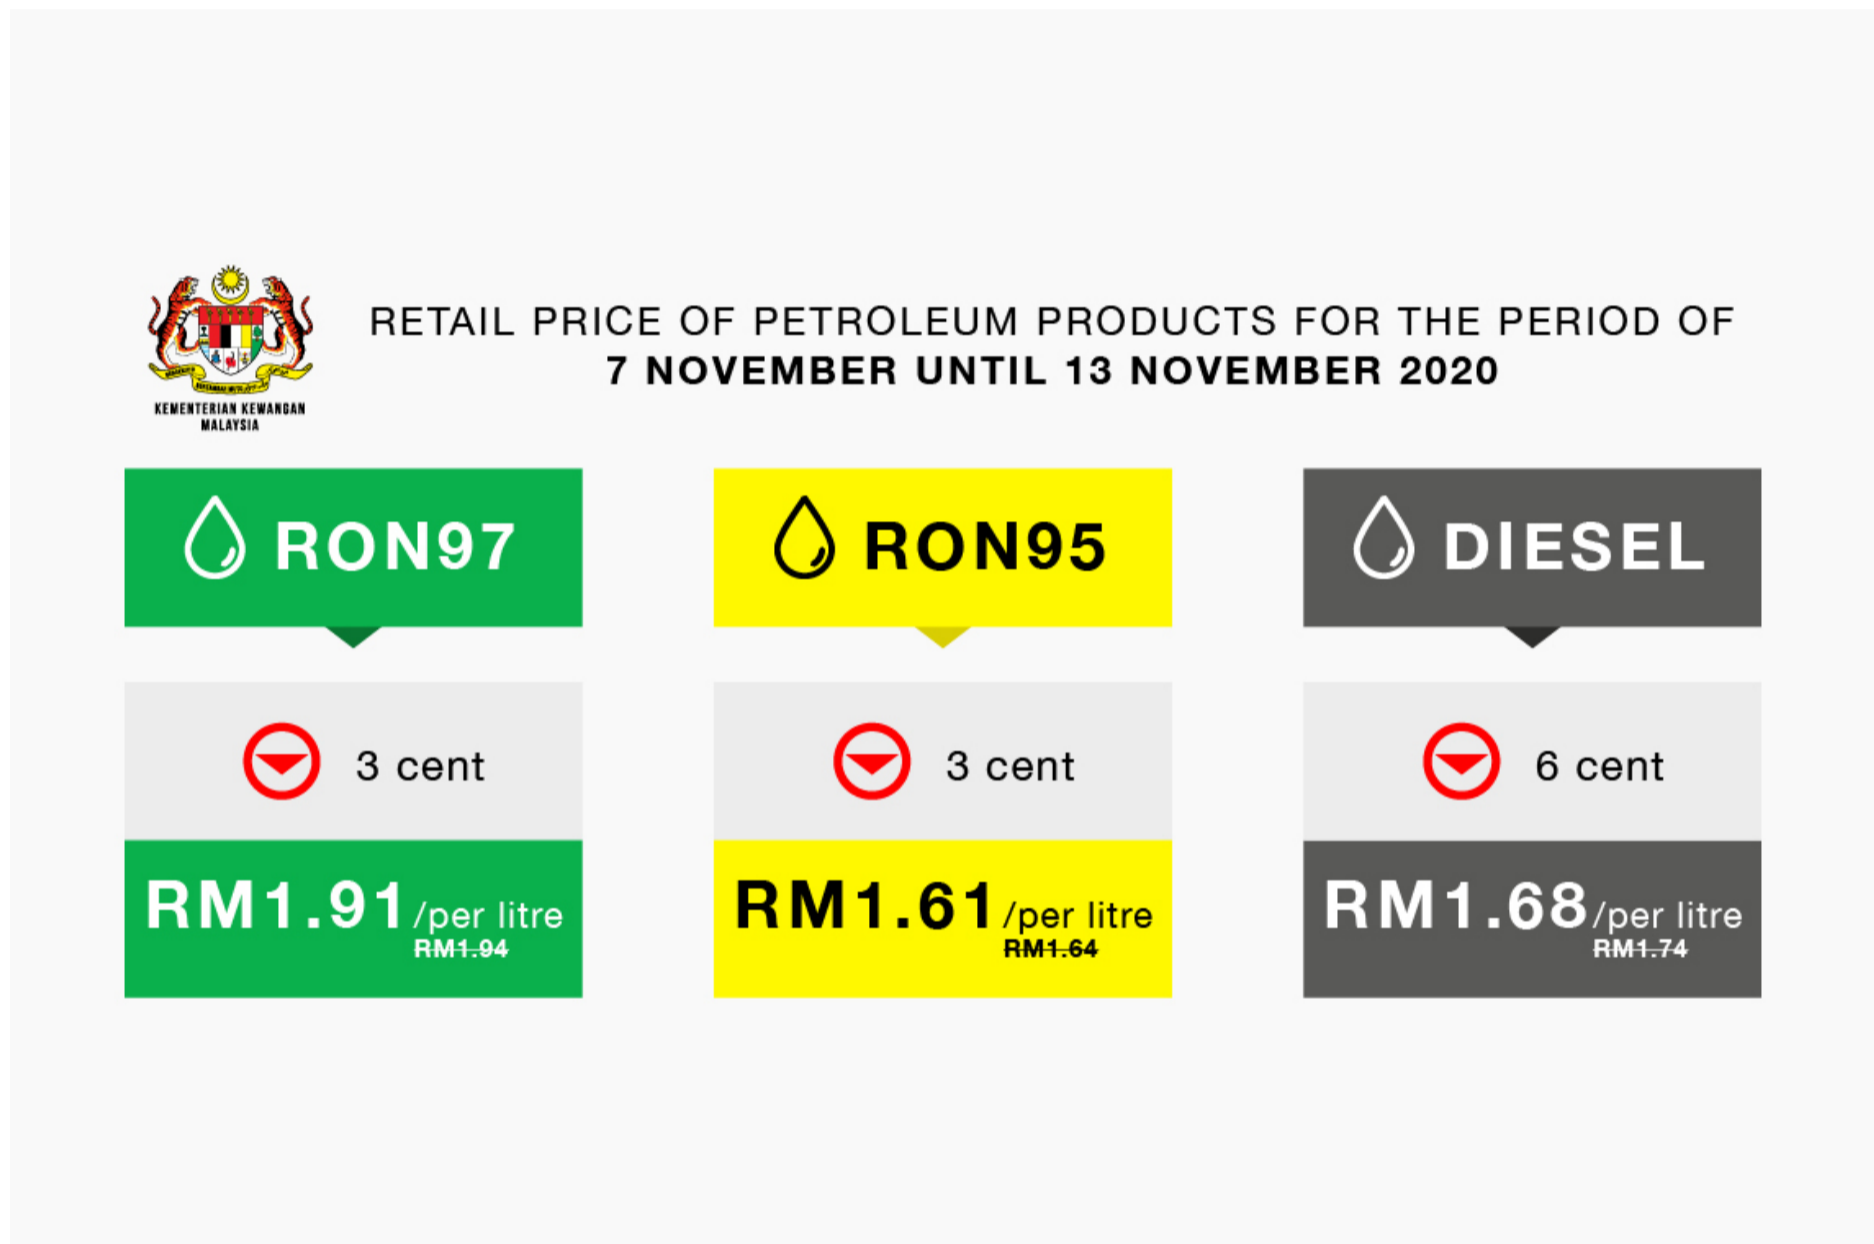 RETAIL PRICE OF PETROLEUM PRODUCTS FOR THE PERIOD OF
7 NOVEMBER UNTIL 13 NOVEMBER 2020
KEMENTERIAN KEWANGAN
MALAYSIA
RON97
3 cent
RM1.91/per litre
RM1.94
RON95
3 cent
RM1.61/per litre
RM1.64
DIESEL
6 cent
RM1.68/per litre
RM1.74